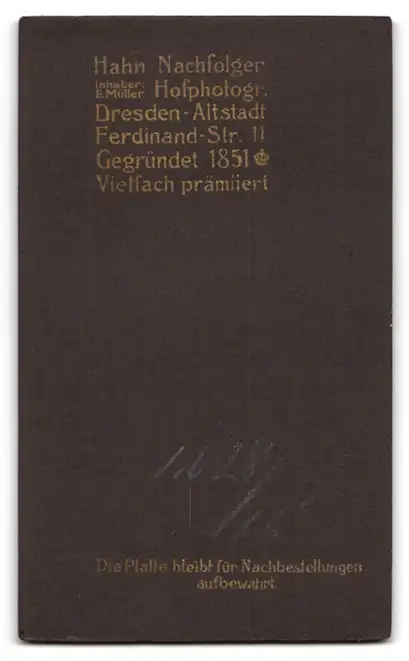 Hahn Nachfolger
Inhaber: E. Müller Hofphotogr.
Dresden-Altstadt
Ferdinand-Str. 11
Gegründet 1851
Vielfach prämiiert
Die Platte bleibt für Nachbestellungen
aufbewahrt.